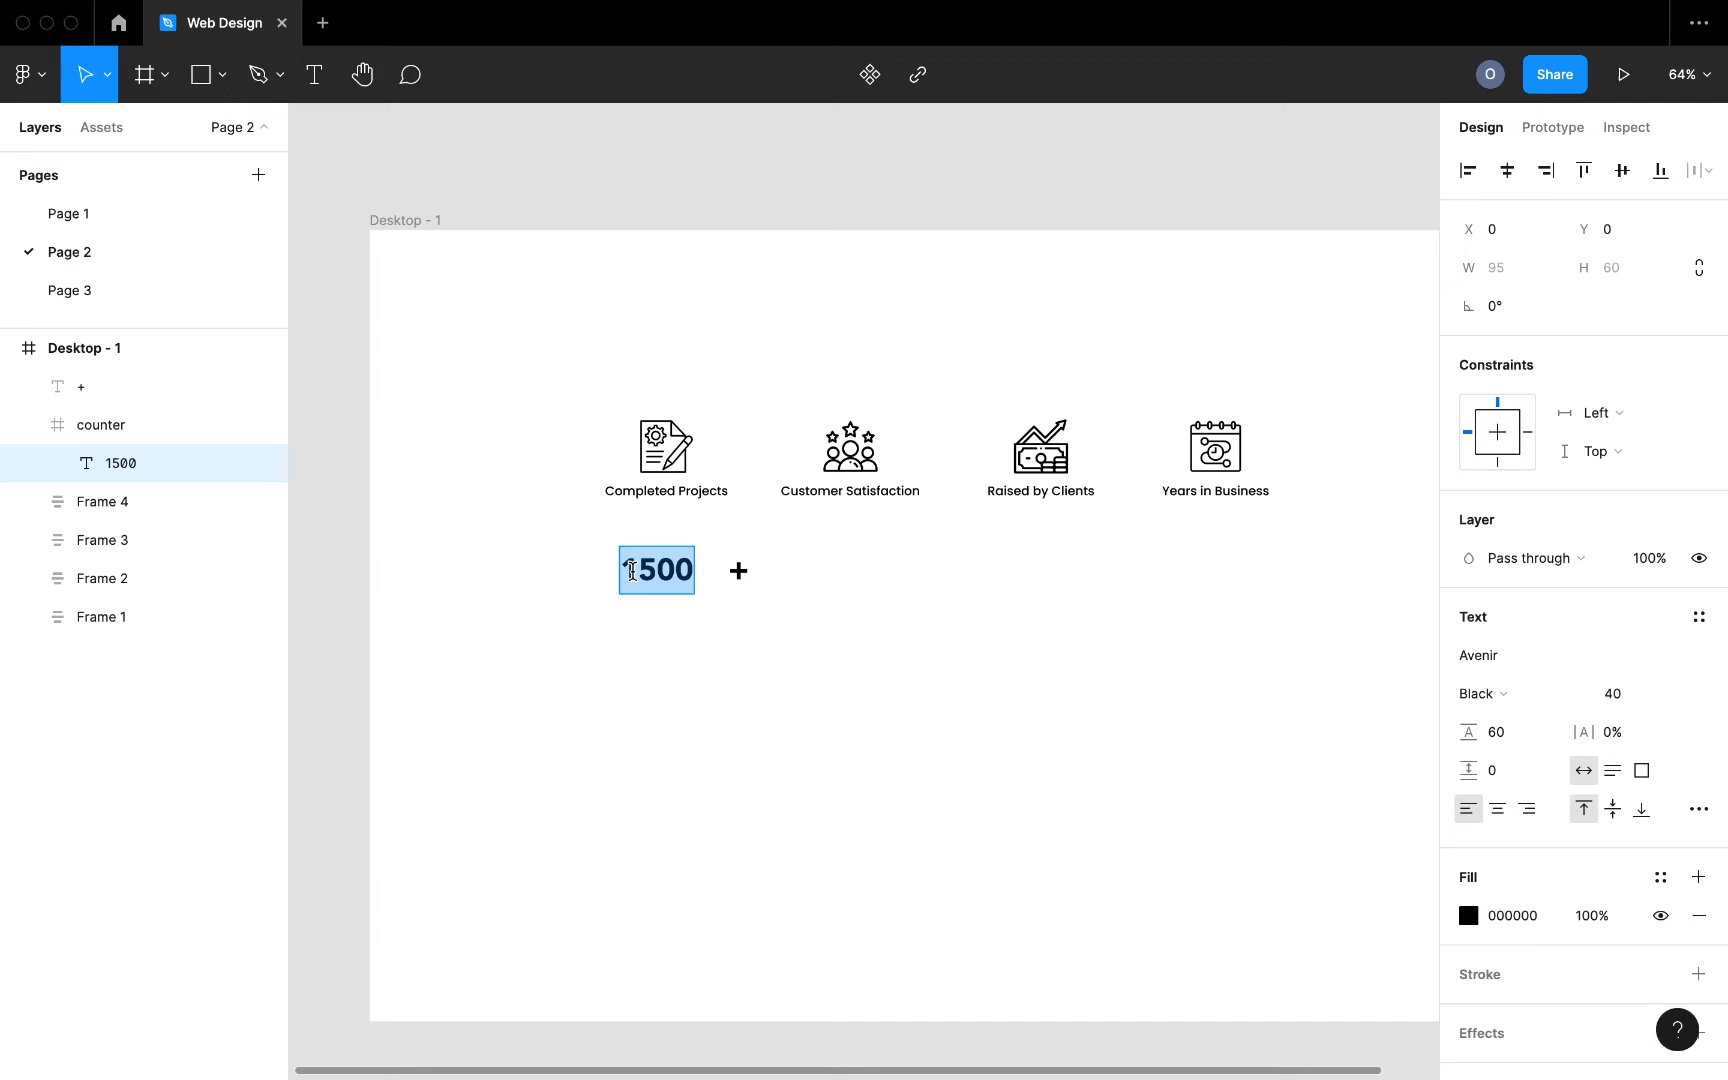 Web Design
Share
64%
O
Layers
Assets
Page 2
Pages
Page 1
Page 2
Page 3
Desktop - 1
+
counter
1500
Frame 4
Frame 3
Frame 2
Frame 1
Desktop - 1
Completed Projects
Customer Satisfaction
Raised by Clients
Years in Business
1500 +
Design
Prototype
Inspect
X 0
Y 0
W 95
H 60
0°
Constraints
Left
Top
Layer
Pass through
100%
Text
Avenir
Black
40
A 60
|A| 0%
0
Fill
000000
100%
Stroke
Effects
?